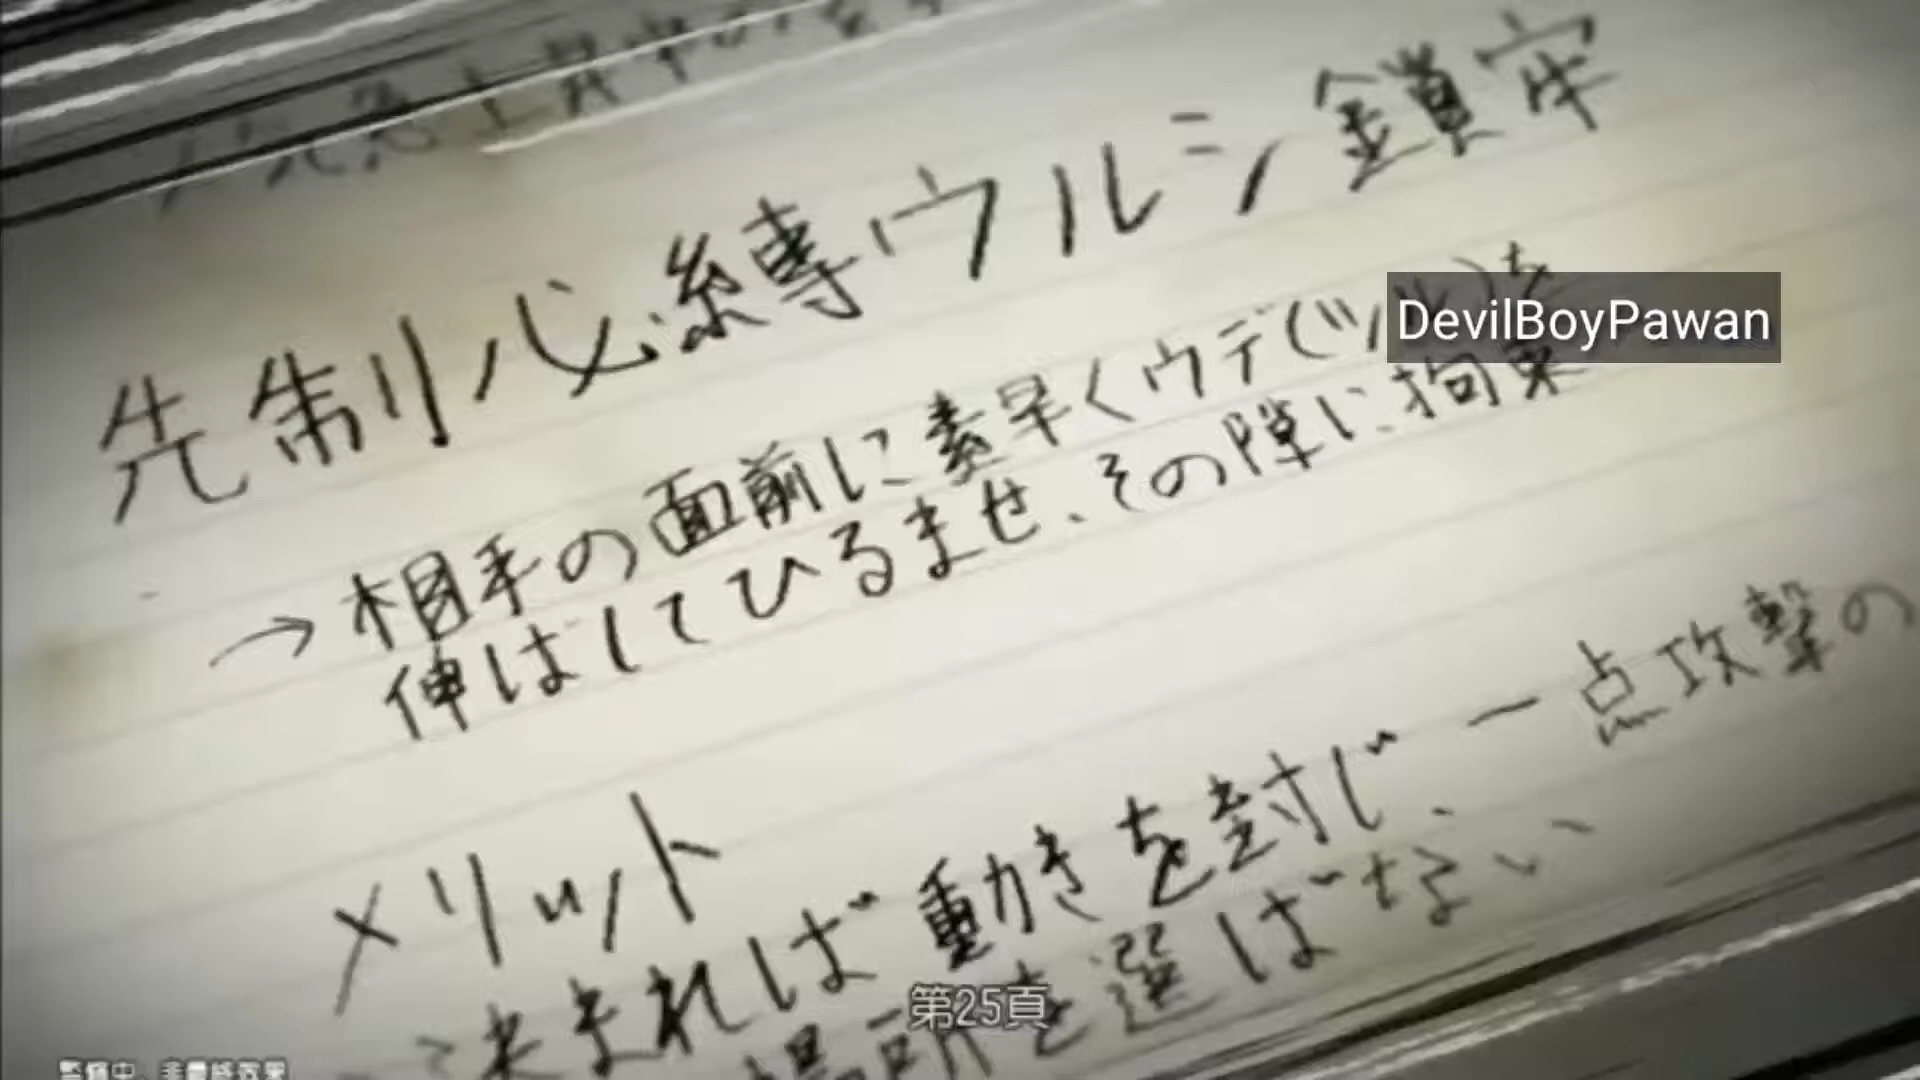 先制必縛ウルシ鎖牢
→相手の面前に素早くウデ(ツル)を
伸ばしてひるませ、その隙に拘束
DevilBoyPawan
メリット
決まれば動きを封じ、一点攻撃の
場所を選ばない
第25頁